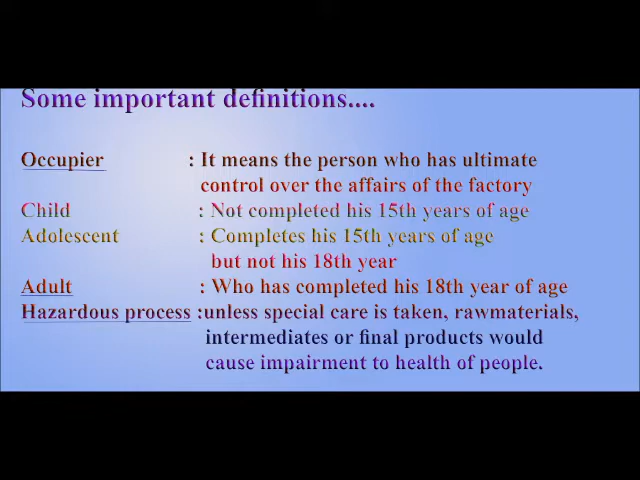 Some important definitions....
Occupier : It means the person who has ultimate
control over the affairs of the factory
Child : Not completed his 15th years of age
Adolescent : Completes his 15th years of age
but not his 18th year
Adult : Who has completed his 18th year of age
Hazardous process :unless special care is taken, rawmaterials,
intermediates or final products would
cause impairment to health of people.